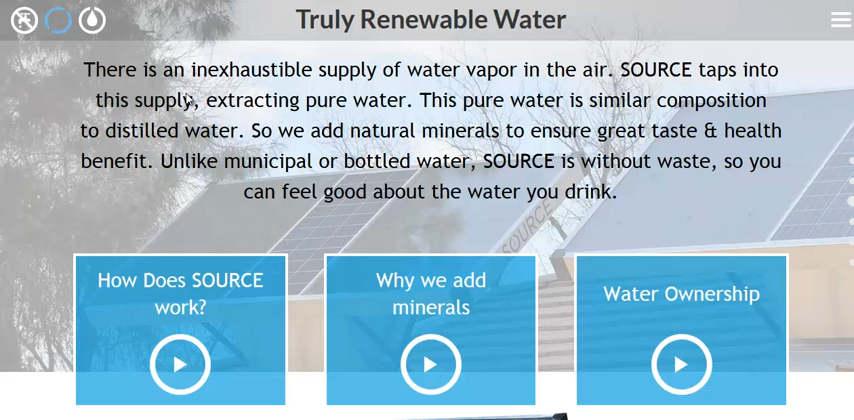 Truly Renewable Water
There is an inexhaustible supply of water vapor in the air. SOURCE taps into
this supply, extracting pure water. This pure water is similar composition
to distilled water. So we add natural minerals to ensure great taste & health
benefit. Unlike municipal or bottled water, SOURCE is without waste, so you
can feel good about the water you drink.
SOURCE
How Does SOURCE
work?
Why we add
minerals
Water Ownership